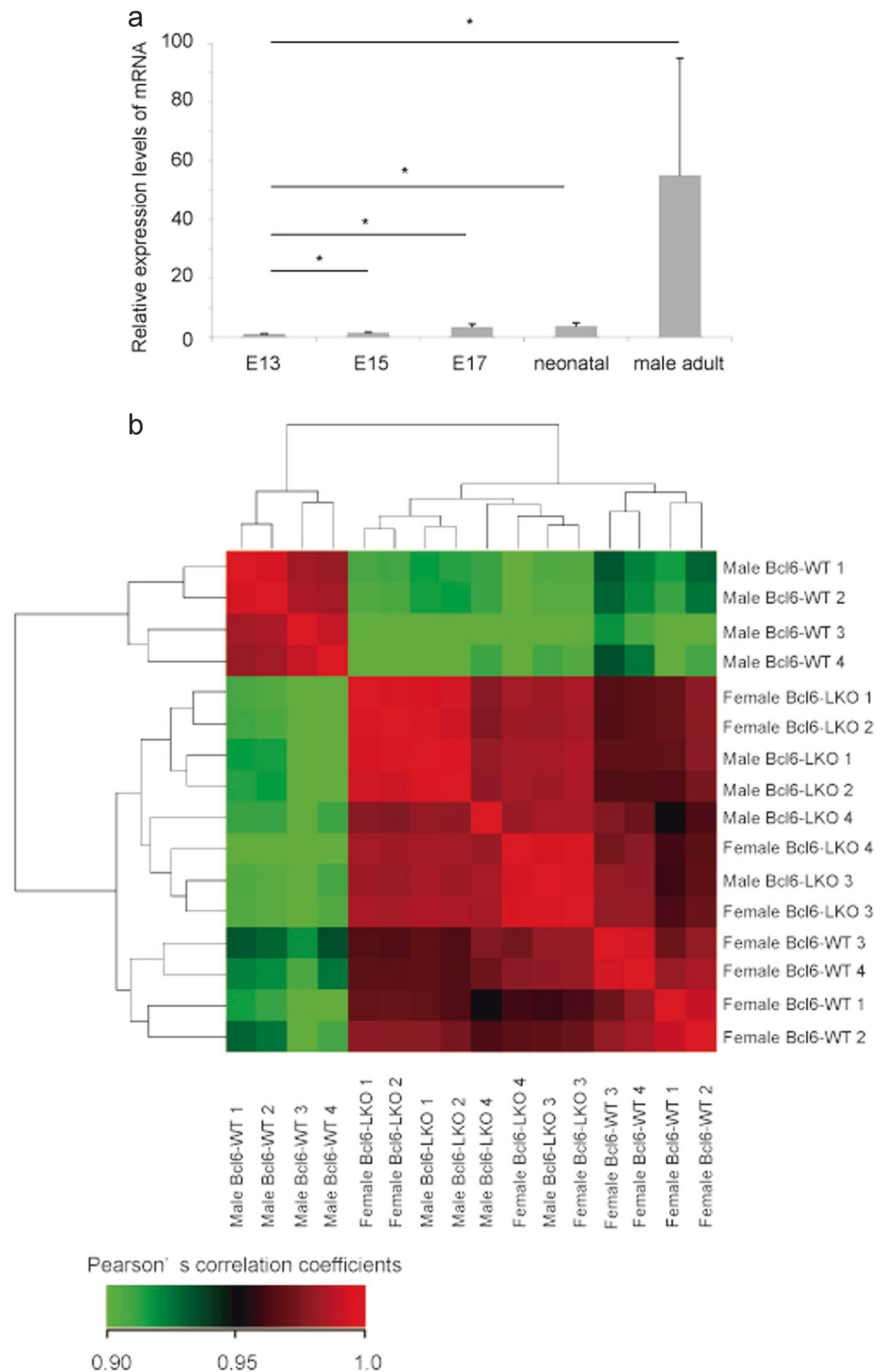 a
Relative expression levels of mRNA
100
80
60
40
20
0
*
*
*
*
E13 E15 E17 neonatal male adult
b
Male Bcl6-WT 1
Male Bcl6-WT 2
Male Bcl6-WT 3
Male Bcl6-WT 4
Female Bcl6-LKO 1
Female Bcl6-LKO 2
Male Bcl6-LKO 1
Male Bcl6-LKO 2
Male Bcl6-LKO 4
Female Bcl6-LKO 4
Male Bcl6-LKO 3
Female Bcl6-LKO 3
Female Bcl6-WT 3
Female Bcl6-WT 4
Female Bcl6-WT 1
Female Bcl6-WT 2
Male Bcl6-WT 1
Male Bcl6-WT 2
Male Bcl6-WT 3
Male Bcl6-WT 4
Female Bcl6-LKO 1
Female Bcl6-LKO 2
Male Bcl6-LKO 1
Male Bcl6-LKO 2
Male Bcl6-LKO 4
Female Bcl6-LKO 4
Male Bcl6-LKO 3
Female Bcl6-LKO 3
Female Bcl6-WT 3
Female Bcl6-WT 4
Female Bcl6-WT 1
Female Bcl6-WT 2
Pearson` s correlation coefficients
0.90 0.95 1.0